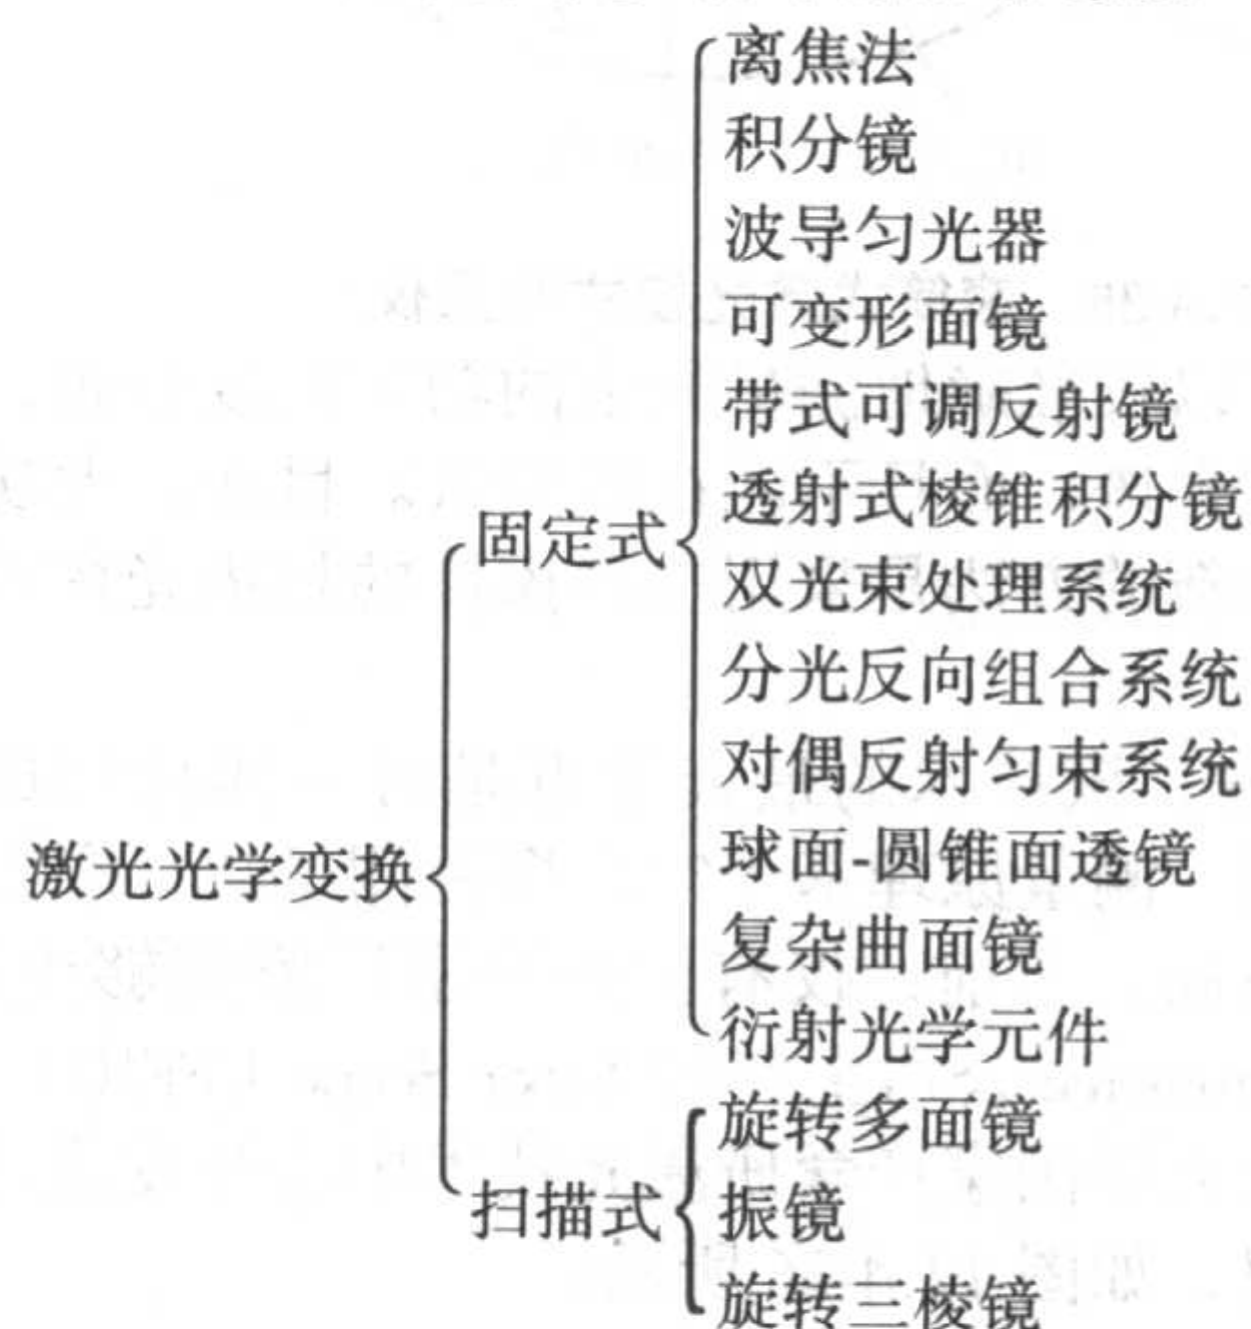 激光光学变换
固定式
离焦法
积分镜
波导匀光器
可变形面镜
带式可调反射镜
透射式棱锥积分镜
双光束处理系统
分光反向组合系统
对偶反射匀束系统
球面-圆锥面透镜
复杂曲面镜
衍射光学元件
扫描式
旋转多面镜
振镜
旋转三棱镜